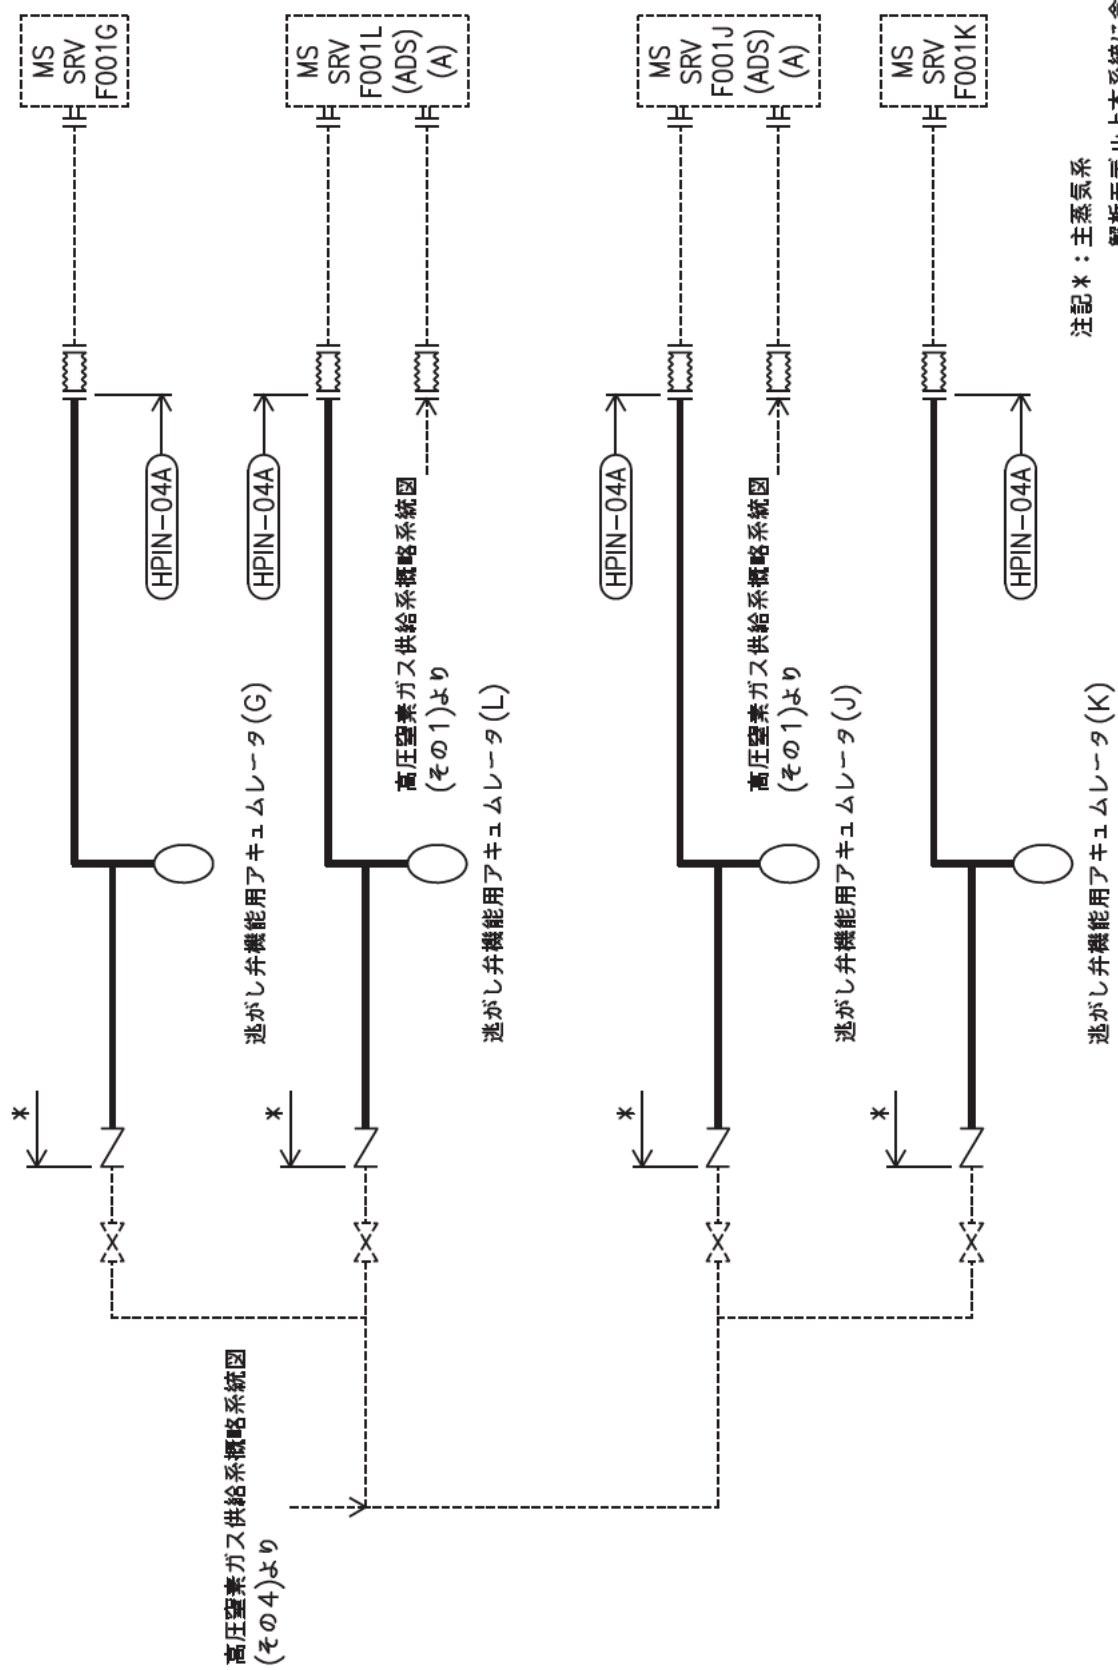 MS
SRV
F001G
MS
SRV
F001L
(ADS)
(A)
MS
SRV
F001J
(ADS)
(A)
MS
SRV
F001K
HPIN-04A
HPIN-04A
HPIN-04A
HPIN-04A
高圧窒素ガス供給系概略系統図
(その1)より
高圧窒素ガス供給系概略系統図
(その1)より
逃がし弁機能用アキュムレータ(G)
逃がし弁機能用アキュムレータ(L)
逃がし弁機能用アキュムレータ(J)
逃がし弁機能用アキュムレータ(K)
*
*
*
*
高圧窒素ガス供給系概略系統図
(その4)より
注記*：主蒸気系